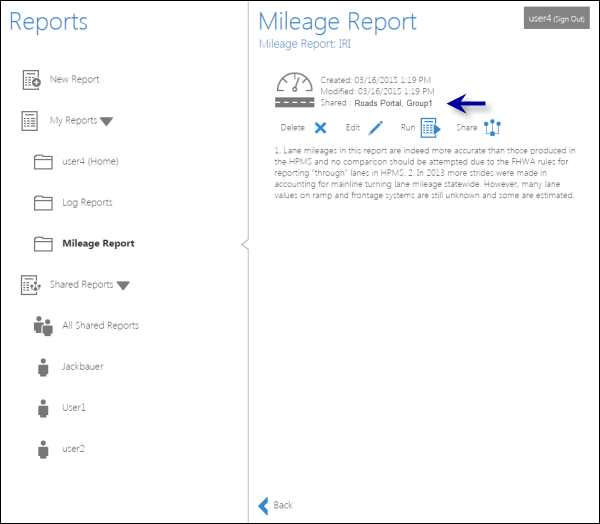 Reports
New Report
My Reports
user4 (Home)
Log Reports
Mileage Report
Shared Reports
All Shared Reports
Jackbauer
User1
user2
Mileage Report
user4 (Sign Out)
Mileage Report: IRI
Created: 03/16/2015 1:19 PM
Modified: 03/16/2015 1:19 PM
Shared : Roads Portal, Group1
Delete Edit Run Share
1. Lane mileages in this report are indeed more accurate than those produced in
the HPMS and no comparison should be attempted due to the FHWA rules for
reporting "through" lanes in HPMS. 2. In 2013 more strides were made in
accounting for mainline turning lane mileage statewide. However, many lane
values on ramp and frontage systems are still unknown and some are estimated.
Back